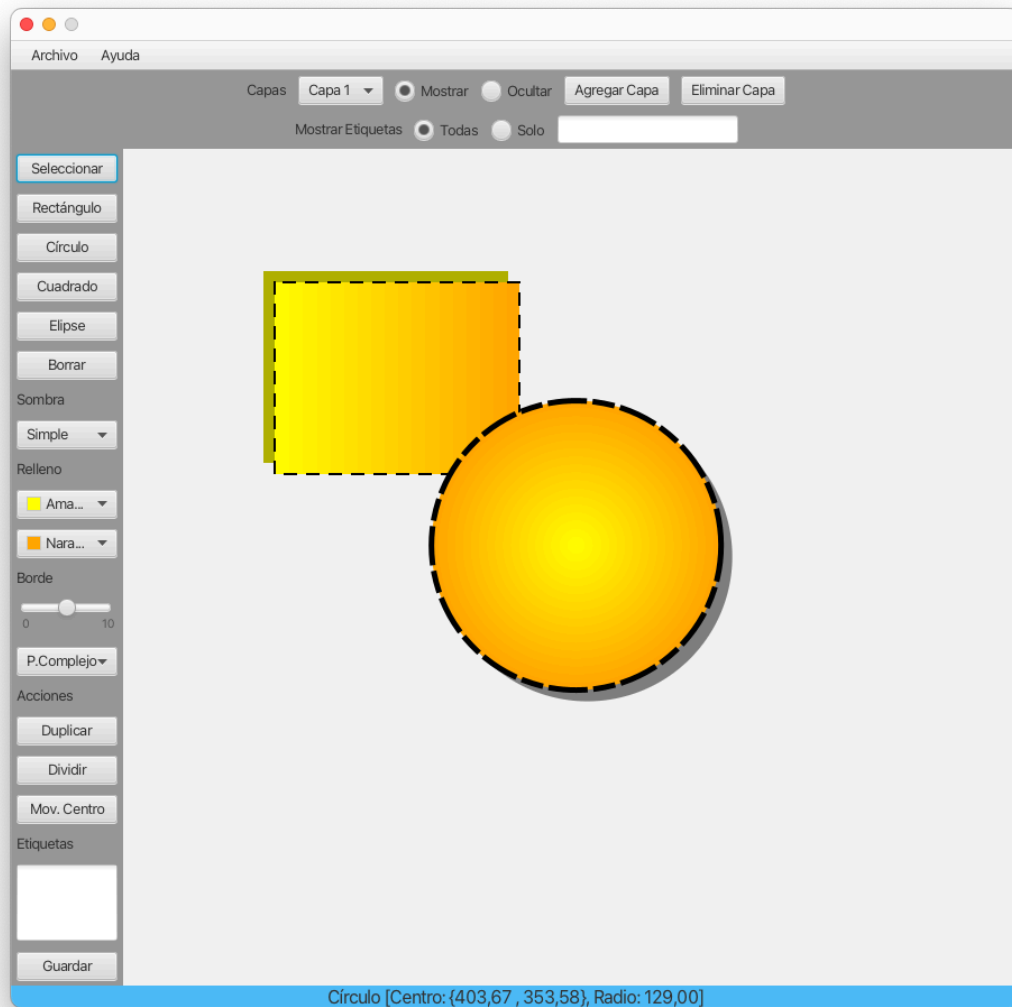 Archivo Ayuda
Capas Capa 1 Mostrar Ocultar Agregar Capa Eliminar Capa
Mostrar Etiquetas Todas Solo
Seleccionar
Rectángulo
Círculo
Cuadrado
Elipse
Borrar
Sombra
Simple
Relleno
Ama...
Nara...
Borde
0 10
P.Complejo
Acciones
Duplicar
Dividir
Mov. Centro
Etiquetas
Guardar
Círculo [Centro: {403,67 , 353,58}, Radio: 129,00]